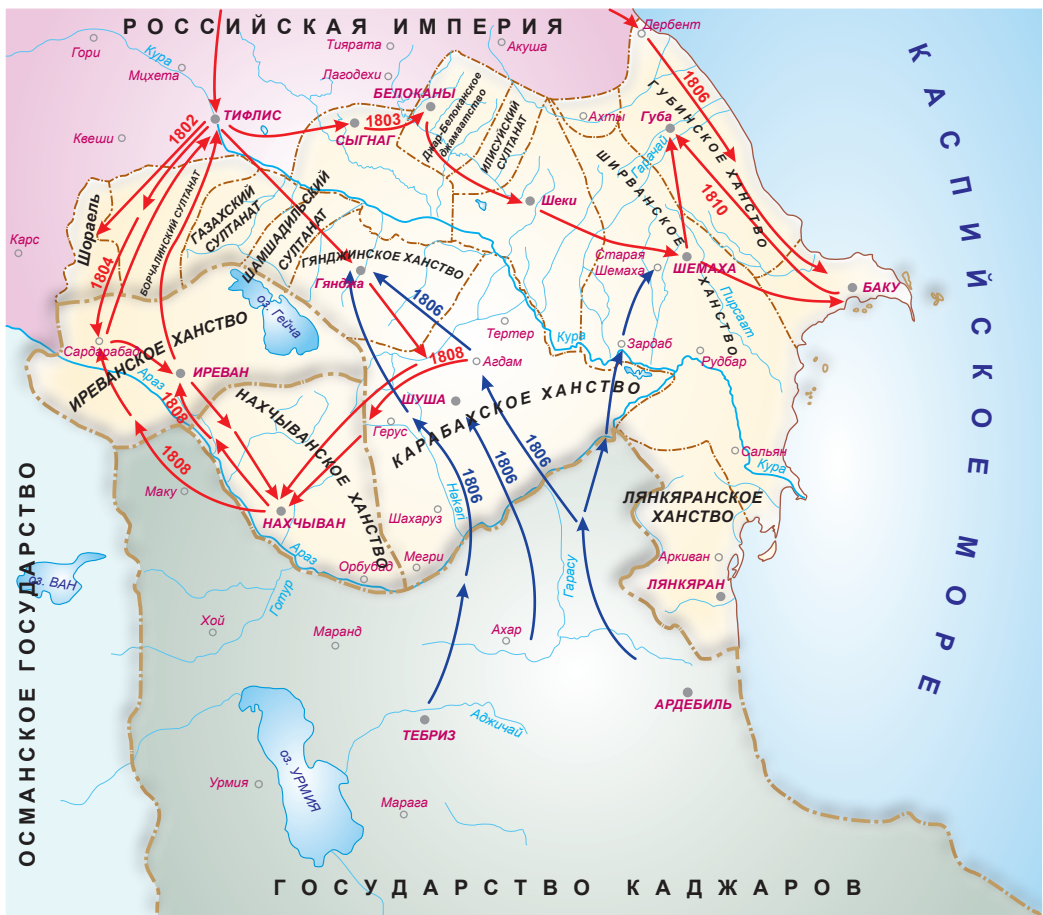 РОССИЙСКАЯ ИМПЕРИЯ
Дербент
Гори
Кура
Тиярата
Акуша
Мцхета
Лагодехи
БЕЛОКАНЫ
1806
КАСПИЙСКОЕ МОРЕ
1802
ТИФЛИС
1803
СЫГНАГ
Джар-Белоканское
джамаатство
ИЛИСУЙСКИЙ
СУЛТАНАТ
Ахты
Губа
ГУБИНСКОЕ ХАНСТВО
Квеши
Гарачай
ШИРВАНСКОЕ
ХАНСТВО
1810
Шораель
БОРЧАЛИНСКИЙ СУЛТАНАТ
ГАЗАХСКИЙ
СУЛТАНАТ
ШАМШАДИЛЬСКИЙ
СУЛТАНАТ
Шеки
Карс
Старая
Шемаха
ШЕМАХА
1804
ГЯНДЖИНСКОЕ ХАНСТВО
Гянджа
Пирсаат
БАКУ
оз. Гейча
1806
Тертер
Кура
Зардаб
Рудбар
Сардарабад
ИРЕВАНСКОЕ ХАНСТВО
Араз
ИРЕВАН
1808
Агдам
1808
ШУША
КАРАБАХСКОЕ ХАНСТВО
НАХЧЫВАНСКОЕ ХАНСТВО
Герус
1808
1806
1806
Сальян
Кура
Маку
Накәп
ЛЯНКЯРАНСКОЕ
ХАНСТВО
НАХЧЫВАН
Шахаруз
Араз
Мегри
Орбубад
Аркиван
ЛЯНКЯРАН
оз. ВАН
Готур
Гарасу
Хой
Маранд
Ахар
АРДЕБИЛЬ
ТЕБРИЗ
Аджичай
оз. УРМИЯ
Урмия
Марага
ОСМАНСКОЕ ГОСУДАРСТВО
ГОСУДАРСТВО КАДЖАРОВ